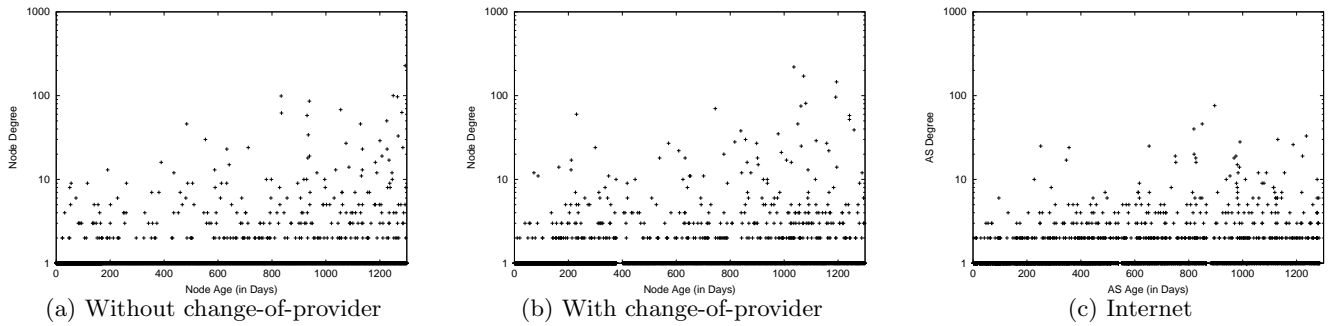 1000
100
10
1
0 200 400 600 800 1000 1200
Node Degree
Node Age (in Days)
(a) Without change-of-provider
1000
100
10
1
0 200 400 600 800 1000 1200
Node Degree
Node Age (in Days)
(b) With change-of-provider
1000
100
10
1
0 200 400 600 800 1000 1200
AS Degree
AS Age (in Days)
(c) Internet